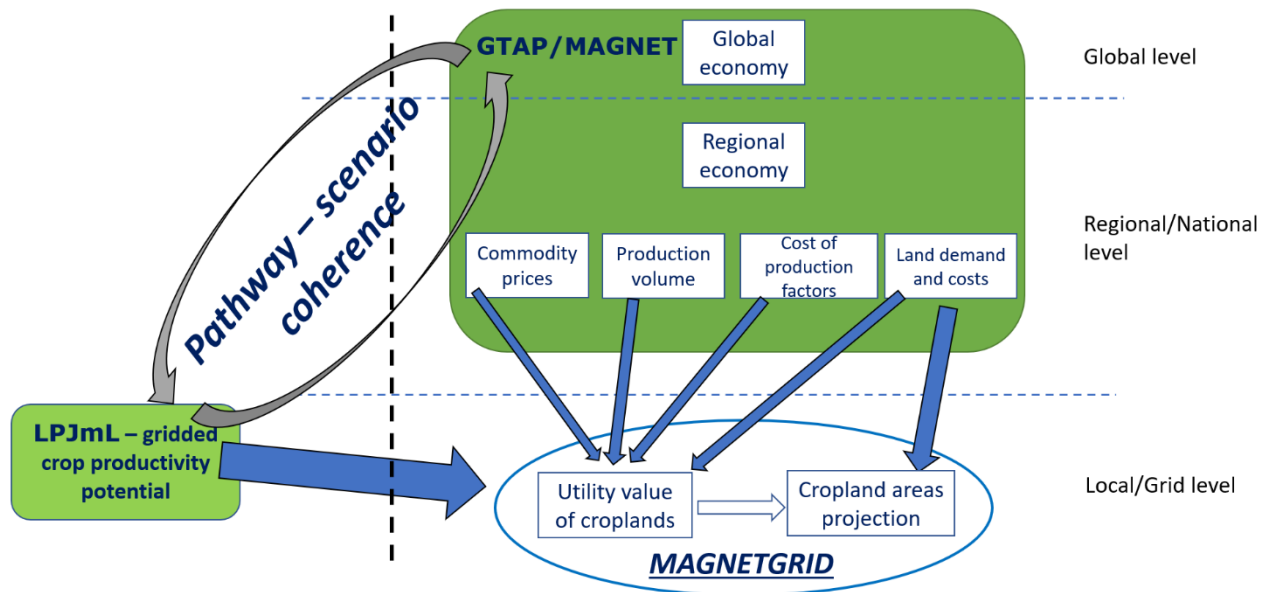 GTAP/MAGNET
Global
economy
Global level
Pathway – scenario
coherence
Regional
economy
Regional/National
level
Commodity
prices
Production
volume
Cost of
production
factors
Land demand
and costs
LPJmL – gridded
crop productivity
potential
Utility value
of croplands
Cropland areas
projection
Local/Grid level
MAGNETGRID